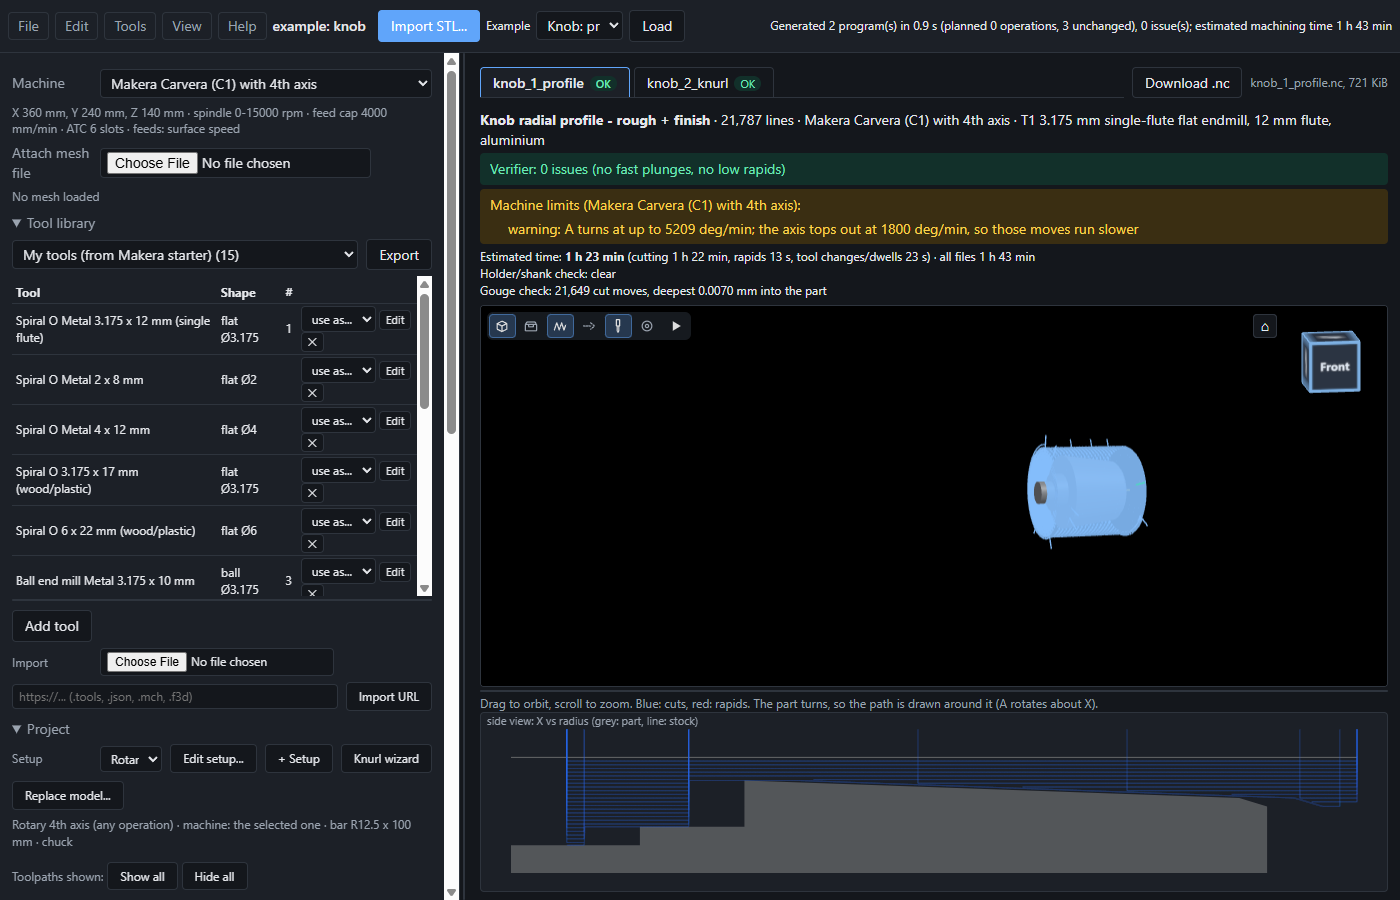 File Edit Tools View Help example: knob Import STL... Example Knob: pr Load Generated 2 program(s) in 0.9 s (planned 0 operations, 3 unchanged), 0 issue(s); estimated machining time 1 h 43 min
Machine Makera Carvera (C1) with 4th axis
X 360 mm, Y 240 mm, Z 140 mm · spindle 0-15000 rpm · feed cap 4000
mm/min · ATC 6 slots · feeds: surface speed
Attach mesh file Choose File No file chosen
No mesh loaded
▼ Tool library
My tools (from Makera starter) (15) Export
Tool Shape #
Spiral O Metal 3.175 x 12 mm (single flute) flat Ø3.175 1 use as... Edit ×
Spiral O Metal 2 x 8 mm flat Ø2 use as... Edit ×
Spiral O Metal 4 x 12 mm flat Ø4 use as... Edit ×
Spiral O 3.175 x 17 mm (wood/plastic) flat Ø3.175 use as... Edit ×
Spiral O 6 x 22 mm (wood/plastic) flat Ø6 use as... Edit ×
Ball end mill Metal 3.175 x 10 mm ball Ø3.175 3 use as... Edit ×
Add tool
Import Choose File No file chosen
https://... (.tools, .json, .mch, .f3d) Import URL
▼ Project
Setup Rotar Edit setup... + Setup Knurl wizard
Replace model...
Rotary 4th axis (any operation) · machine: the selected one · bar R12.5 x 100
mm · chuck
Toolpaths shown: Show all Hide all
knob_1_profile OK knob_2_knurl OK Download .nc knob_1_profile.nc, 721 KiB
Knob radial profile - rough + finish · 21,787 lines · Makera Carvera (C1) with 4th axis · T1 3.175 mm single-flute flat endmill, 12 mm flute,
aluminium
Verifier: 0 issues (no fast plunges, no low rapids)
Machine limits (Makera Carvera (C1) with 4th axis):
warning: A turns at up to 5209 deg/min; the axis tops out at 1800 deg/min, so those moves run slower
Estimated time: 1 h 23 min (cutting 1 h 22 min, rapids 13 s, tool changes/dwells 23 s) · all files 1 h 43 min
Holder/shank check: clear
Gouge check: 21,649 cut moves, deepest 0.0070 mm into the part
Front
Drag to orbit, scroll to zoom. Blue: cuts, red: rapids. The part turns, so the path is drawn around it (A rotates about X).
side view: X vs radius (grey: part, line: stock)